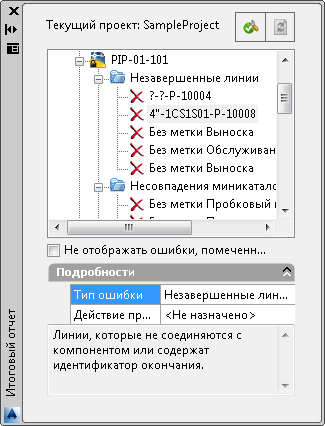 Текущий проект: SampleProject
PIP-01-101
Незавершенные линии
?-?-P-10004
4"-1CS1S01-P-10008
Без метки Выноска
Без метки Обслуживан
Без метки Выноска
Несовпадения миникатало
Без метки Пробковый
Не отображать ошибки, помеченн...
Подробности
Тип ошибки Незавершенные лин...
Действие пр... <Не назначено>
Линии, которые не соединяются с
компонентом или содержат
идентификатор окончания.
Итоговый отчет